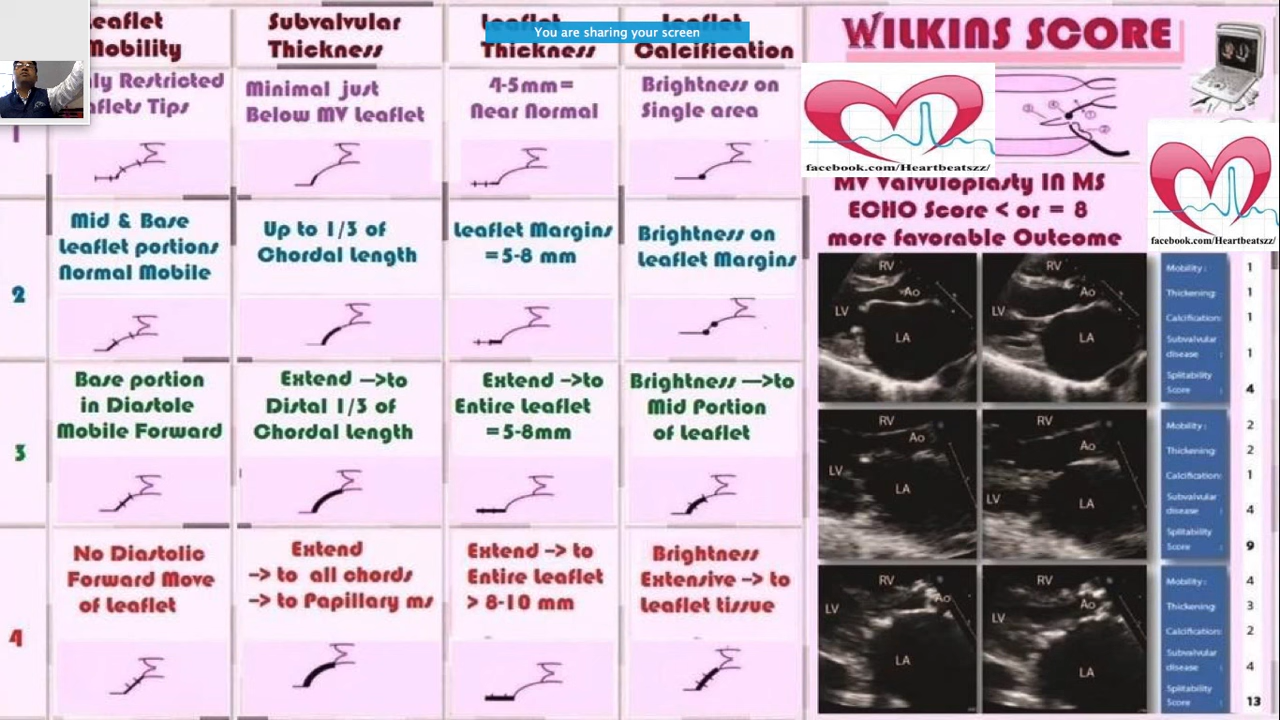 You are sharing your screen
Leaflet
Mobility
Subvalvular
Thickness
Leaflet
Thickness
Leaflet
Calcification
WILKINS SCORE
1
Restricted
Leaflets Tips
Minimal just
Below MV Leaflet
4-5mm=
Near Normal
Brightness on
Single area
facebook.com/Heartbeatszz/
facebook.com/Heartbeatszz/
MV Valvuloplasty IN MS
ECHO Score < or = 8
more favorable Outcome
2
Mid & Base
Leaflet portions
Normal Mobile
Up to 1/3 of
Chordal Length
Leaflet Margins
=5-8 mm
Brightness on
Leaflet Margins
3
Base portion
in Diastole
Mobile Forward
Extend —>to
Distal 1/3 of
Chordal Length
Extend ->to
Entire Leaflet
=5-8mm
Brightness —>to
Mid Portion
of Leaflet
4
No Diastolic
Forward Move
of Leaflet
Extend
-> to all chords
-> to Papillary ms
Extend -> to
Entire Leaflet
> 8-10 mm
Brightness
Extensive -> to
Leaflet tissue
RV
Ao
LV
LA
RV
Ao
LV
LA
Mobility: 1
Thickening: 1
Calcification: 1
Subvalvular
disease : 1
Splitability
Score : 4
RV
Ao
LV
LA
RV
Ao
LV
LA
Mobility: 2
Thickening: 2
Calcification: 1
Subvalvular
disease : 4
Splitability
Score : 9
RV
Ao
LV
LA
RV
Ao
LV
LA
Mobility: 4
Thickening: 3
Calcification: 2
Subvalvular
disease : 4
Splitability
Score : 13